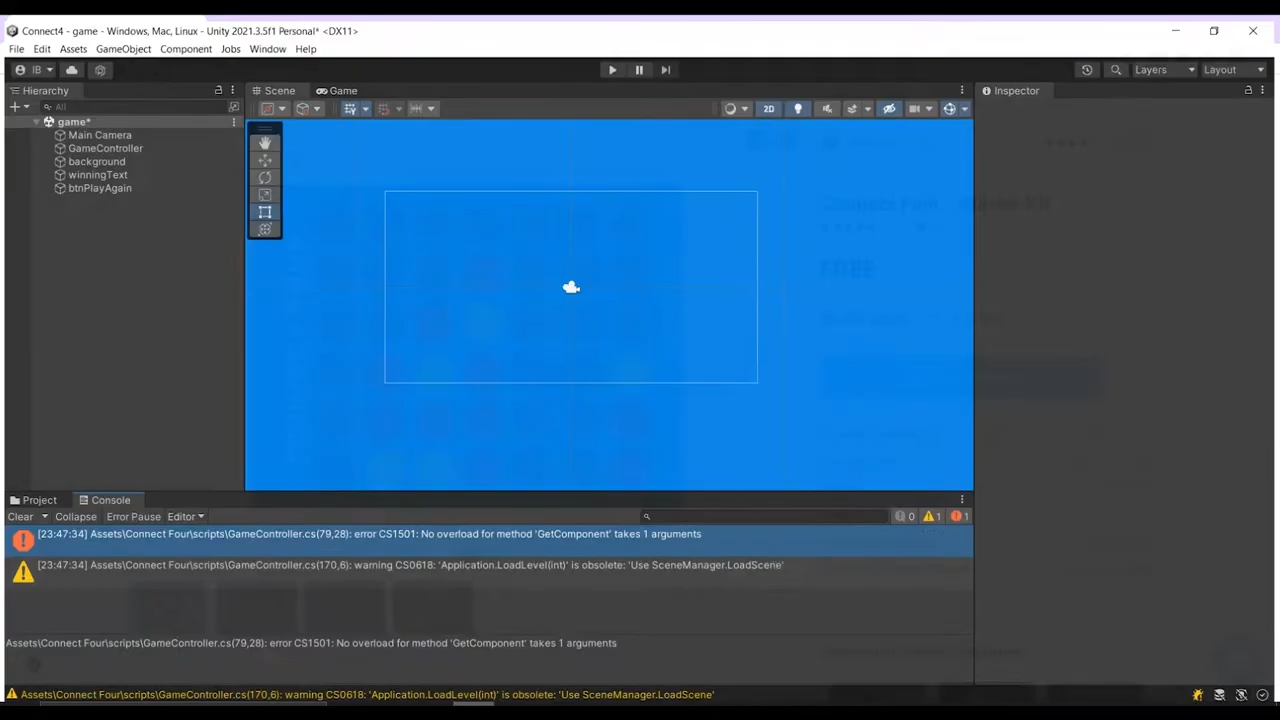 Connect4 - game - Windows, Mac, Linux - Unity 2021.3.5f1 Personal* <DX11>
File Edit Assets GameObject Component Jobs Window Help
IB Layers Layout
Hierarchy Scene Game Inspector
All
2D
game*
Main Camera
GameController
background
winningText
btnPlayAgain
FREE
Project Console
Clear Collapse Error Pause Editor 0 1 1
[23:47:34] Assets\Connect Four\scripts\GameController.cs(79,28): error CS1501: No overload for method 'GetComponent' takes 1 arguments
[23:47:34] Assets\Connect Four\scripts\GameController.cs(170,6): warning CS0618: 'Application.LoadLevel(int)' is obsolete: 'Use SceneManager.LoadScene'
Assets\Connect Four\scripts\GameController.cs(79,28): error CS1501: No overload for method 'GetComponent' takes 1 arguments
Assets\Connect Four\scripts\GameController.cs(170,6): warning CS0618: 'Application.LoadLevel(int)' is obsolete: 'Use SceneManager.LoadScene'